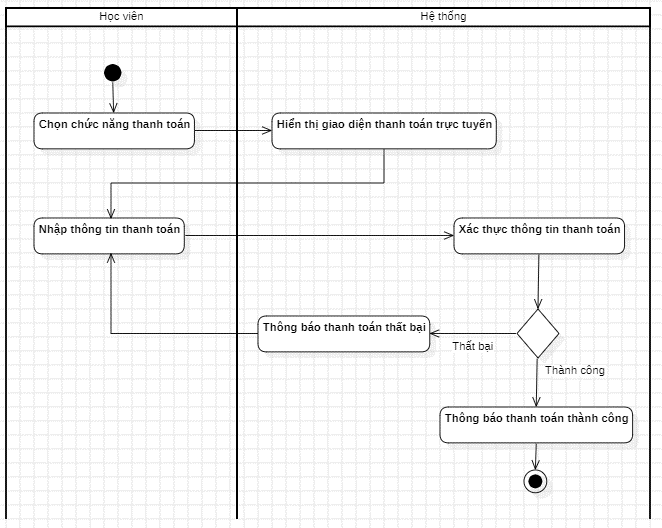 Học viên
Hệ thống
Chọn chức năng thanh toán
Hiển thị giao diện thanh toán trực tuyến
Nhập thông tin thanh toán
Xác thực thông tin thanh toán
Thông báo thanh toán thất bại
Thất bại
Thành công
Thông báo thanh toán thành công